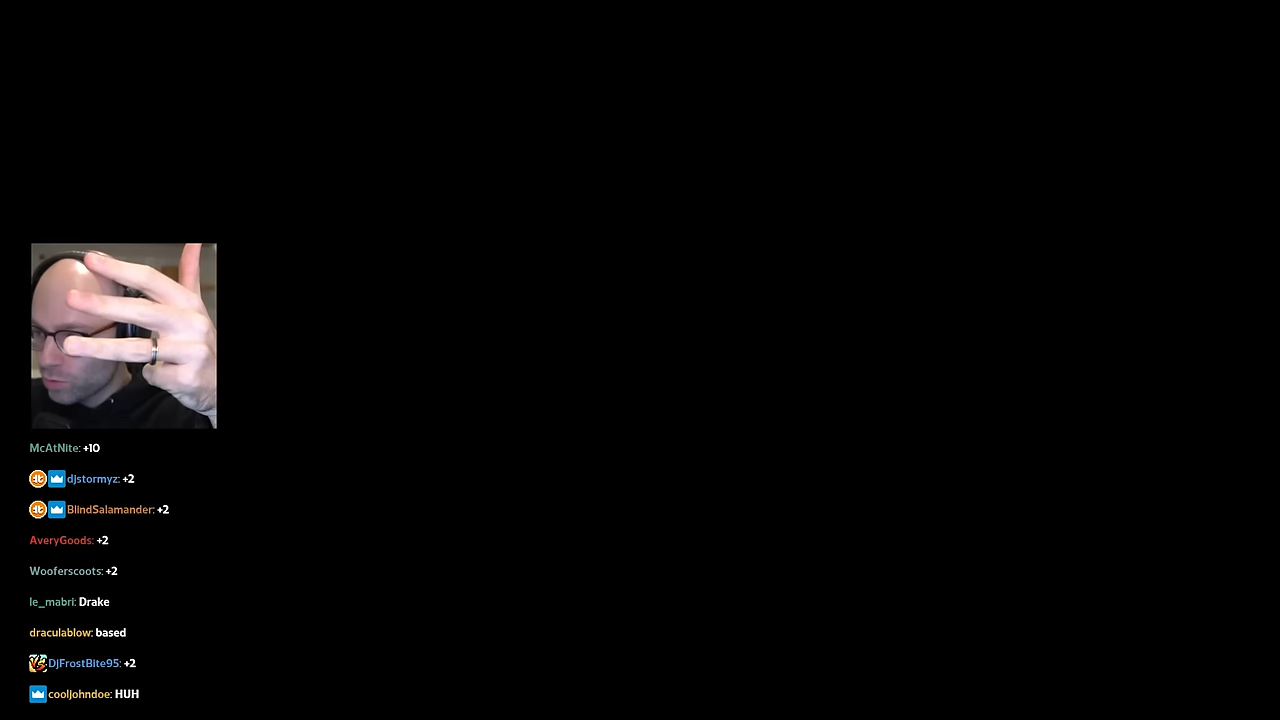 McAtNite: +10
djstormyz: +2
BlindSalamander: +2
AveryGoods: +2
Wooferscoots: +2
le_mabri: Drake
draculablow: based
DjFrostBite95: +2
cooljohndoe: HUH